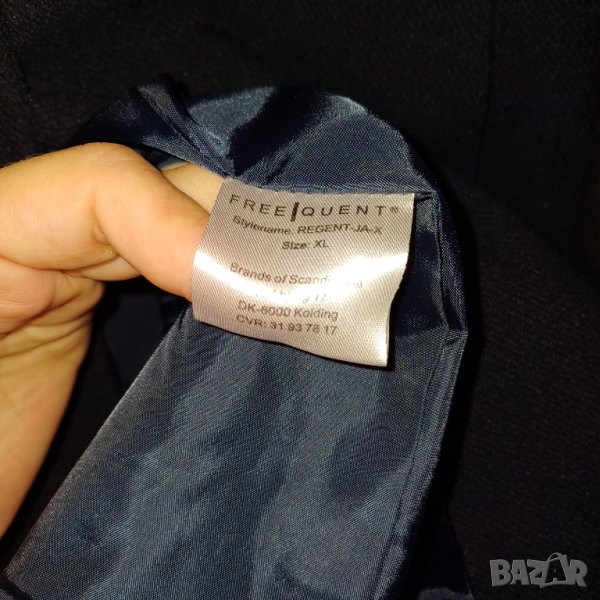 FREE|QUENT®
Stylename: REGENT-JA-X
Size: XL
Brands of
DK-6000 Kolding
CVR: 31 93 78 17
BAZAR